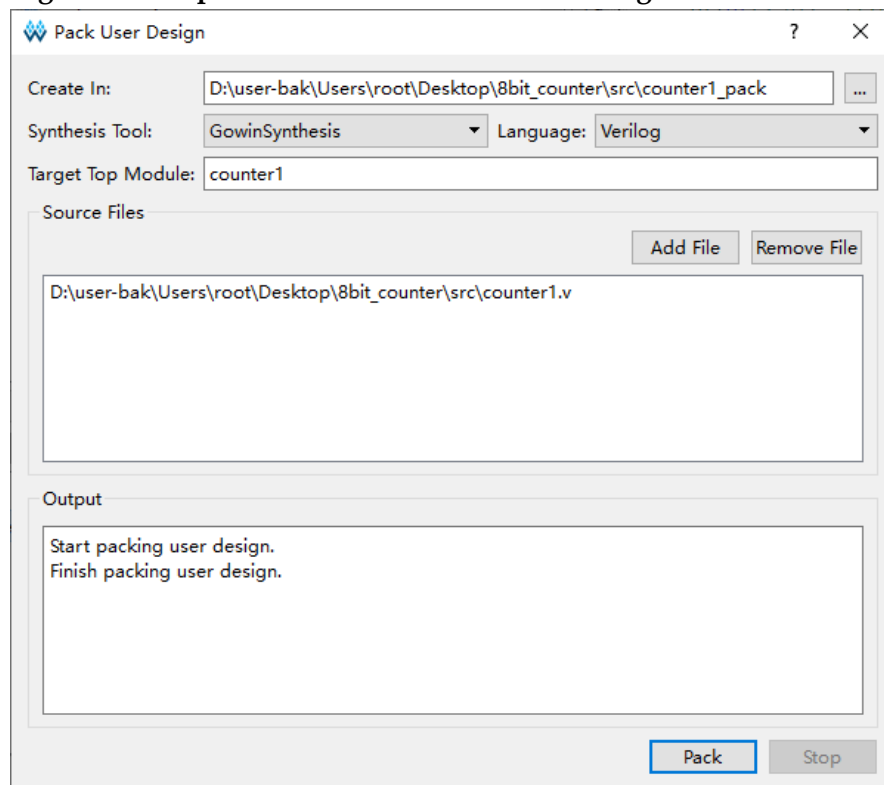 Pack User Design ? ×
Create In: D:\user-bak\Users\root\Desktop\8bit_counter\src\counter1_pack ...
Synthesis Tool: GowinSynthesis Language: Verilog
Target Top Module: counter1
Source Files
Add File Remove File
D:\user-bak\Users\root\Desktop\8bit_counter\src\counter1.v
Output
Start packing user design.
Finish packing user design.
Pack Stop